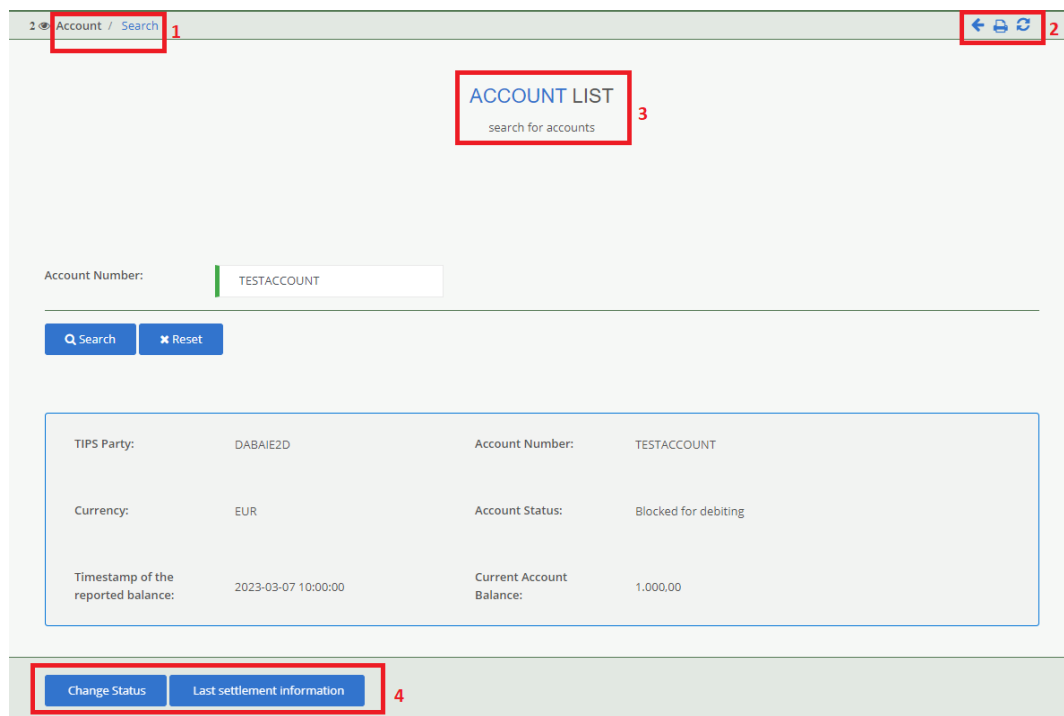 2 Account / Search 1 2
ACCOUNT LIST
3
search for accounts
Account Number: TESTACCOUNT
Search Reset
TIPS Party: DABAIE2D Account Number: TESTACCOUNT
Currency: EUR Account Status: Blocked for debiting
Timestamp of the reported balance: 2023-03-07 10:00:00 Current Account Balance: 1.000,00
Change Status Last settlement information 4